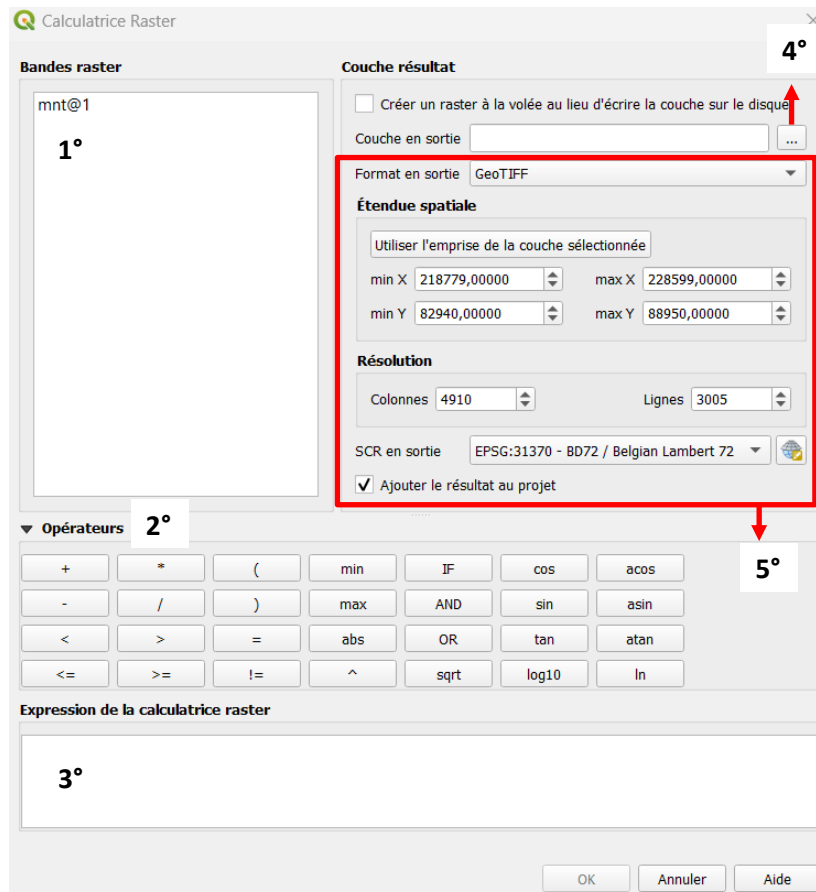 Calculatrice Raster
4°
Bandes raster
Couche résultat
mnt@1
1°
Créer un raster à la volée au lieu d'écrire la couche sur le disque
Couche en sortie
...
Format en sortie GeoTIFF
Étendue spatiale
Utiliser l'emprise de la couche sélectionnée
min X 218779,00000 max X 228599,00000
min Y 82940,00000 max Y 88950,00000
Résolution
Colonnes 4910 Lignes 3005
SCR en sortie EPSG:31370 - BD72 / Belgian Lambert 72
Ajouter le résultat au projet
Opérateurs 2°
5°
+ * ( min IF cos acos
- / ) max AND sin asin
< > = abs OR tan atan
<= >= != ^ sqrt log10 ln
Expression de la calculatrice raster
3°
OK Annuler Aide